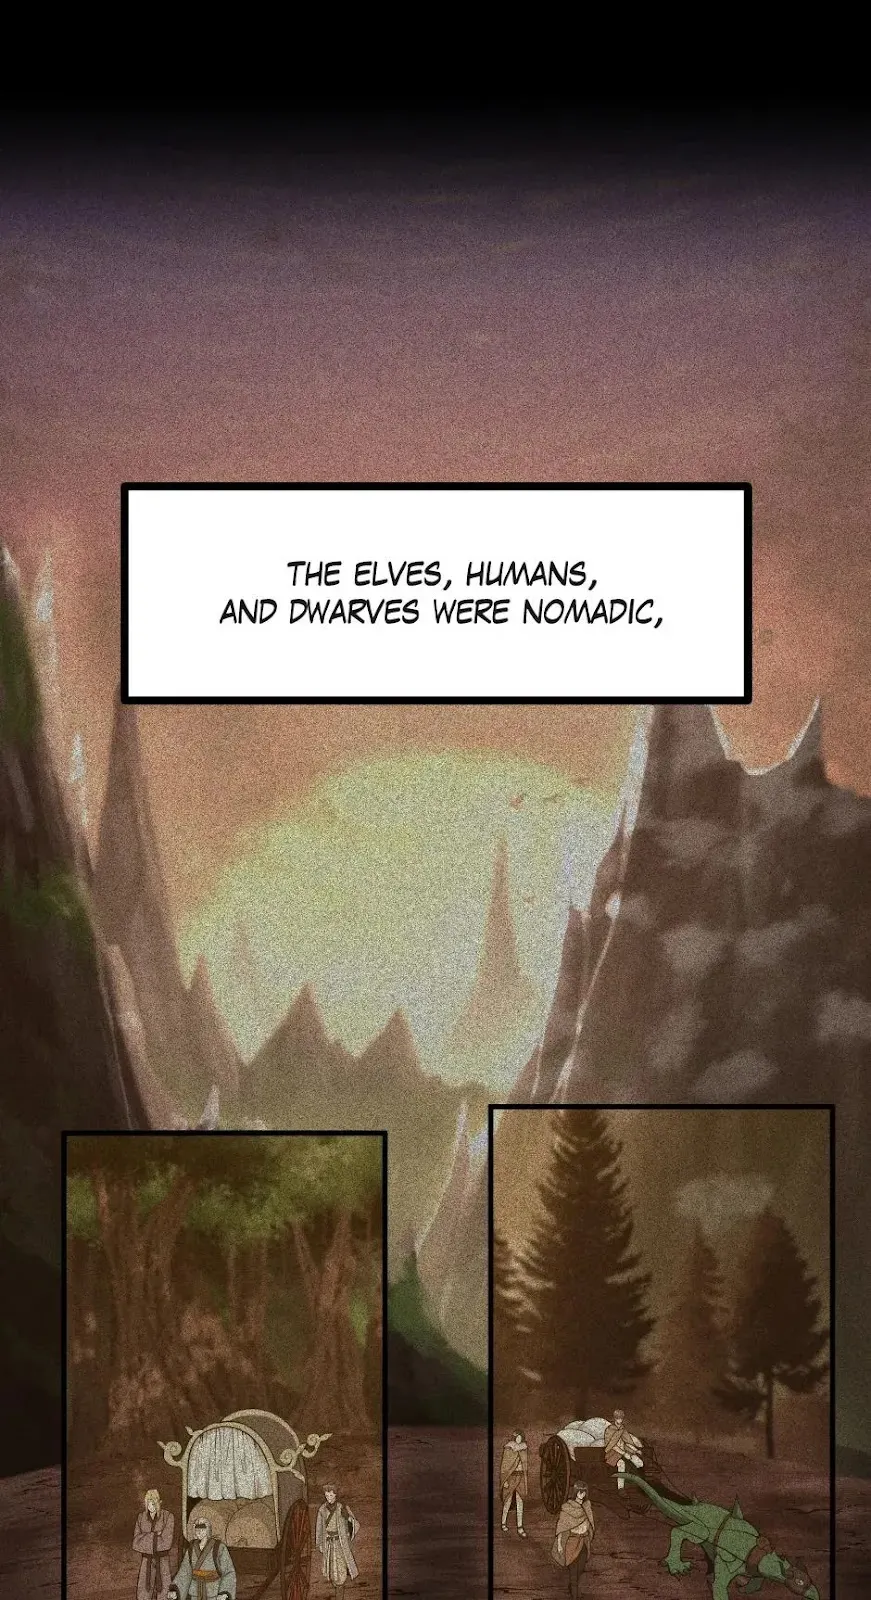 THE ELVES, HUMANS,
AND DWARVES WERE NOMADIC,